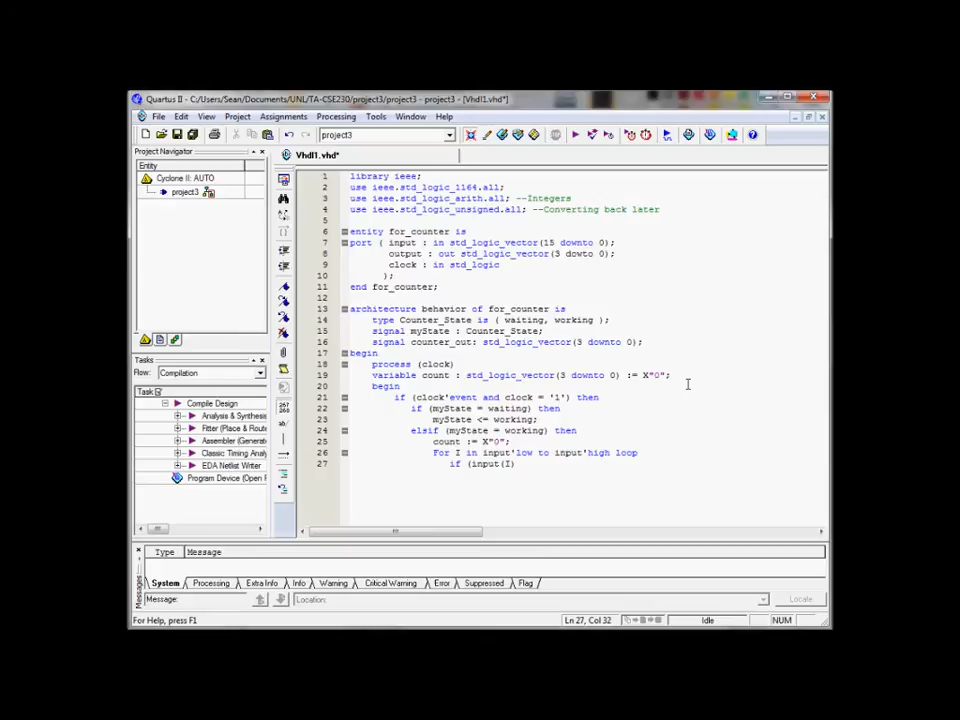 Quartus II - C:/Users/Sean/Documents/UNL/TA-CSE230/project3/project3 - project3 - [Vhdl1.vhd*]
File Edit View Project Assignments Processing Tools Window Help
project3
Project Navigator
Vhdl1.vhd*
Entity
Cyclone II: AUTO
project3
1 library ieee;
2 use ieee.std_logic_1164.all;
3 use ieee.std_logic_arith.all; --Integers
4 use ieee.std_logic_unsigned.all; --Converting back later
5
6 entity for_counter is
7 port ( input : in std_logic_vector(15 downto 0);
8 output : out std_logic_vector(3 dowto 0);
9 clock : in std_logic
10 );
11 end for_counter;
12
13 architecture behavior of for_counter is
14 type Counter_State is ( waiting, working );
15 signal myState : Counter_State;
16 signal counter_out: std_logic_vector(3 downto 0);
17 begin
18 process (clock)
19 variable count : std_logic_vector(3 downto 0) := X"0";
20 begin
21 if (clock'event and clock = '1') then
22 if (myState = waiting) then
23 myState <= working;
24 elsif (myState = working) then
25 count := X"0";
26 For I in input'low to input'high loop
27 if (input(I)
Tasks
Flow: Compilation
Task
Compile Design
Analysis & Synthesis
Fitter (Place & Route
Assembler (Generate
Classic Timing Analy
EDA Netlist Writer
Program Device (Open P
Type Message
System Processing Extra Info Info Warning Critical Warning Error Suppressed Flag
Messages
Message: Location: Locate
For Help, press F1 Ln 27, Col 32 Idle NUM